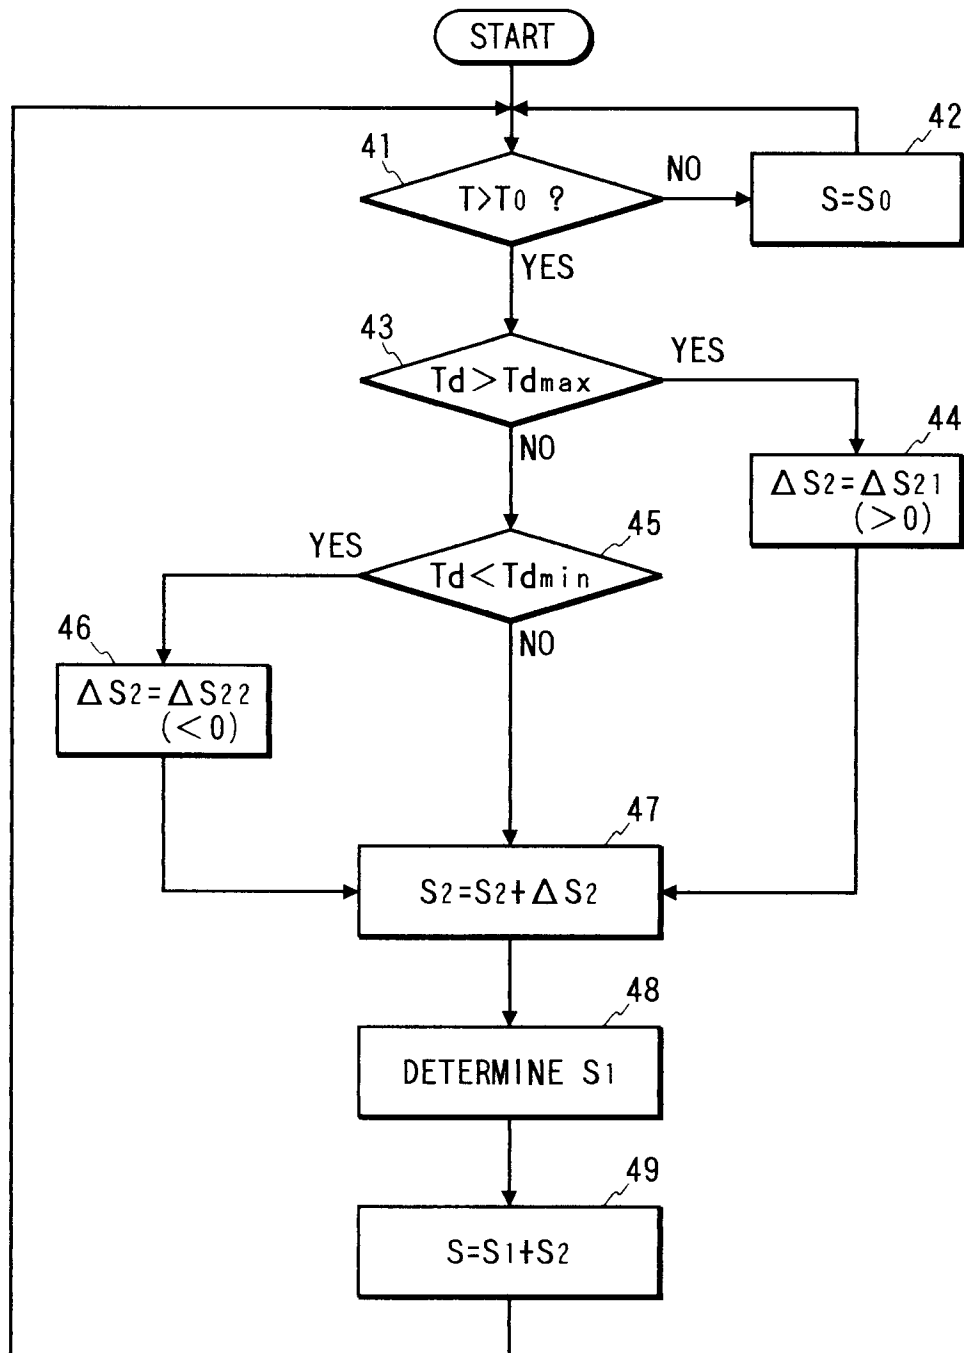 START
42
41
NO
T>T0 ?
S=S0
YES
43
YES
Td>Tdmax
44
NO
ΔS2=ΔS21
(>0)
45
YES
Td<Tdmin
46
NO
ΔS2=ΔS22
(<0)
47
S2=S2+ΔS2
48
DETERMINE S1
49
S=S1+S2